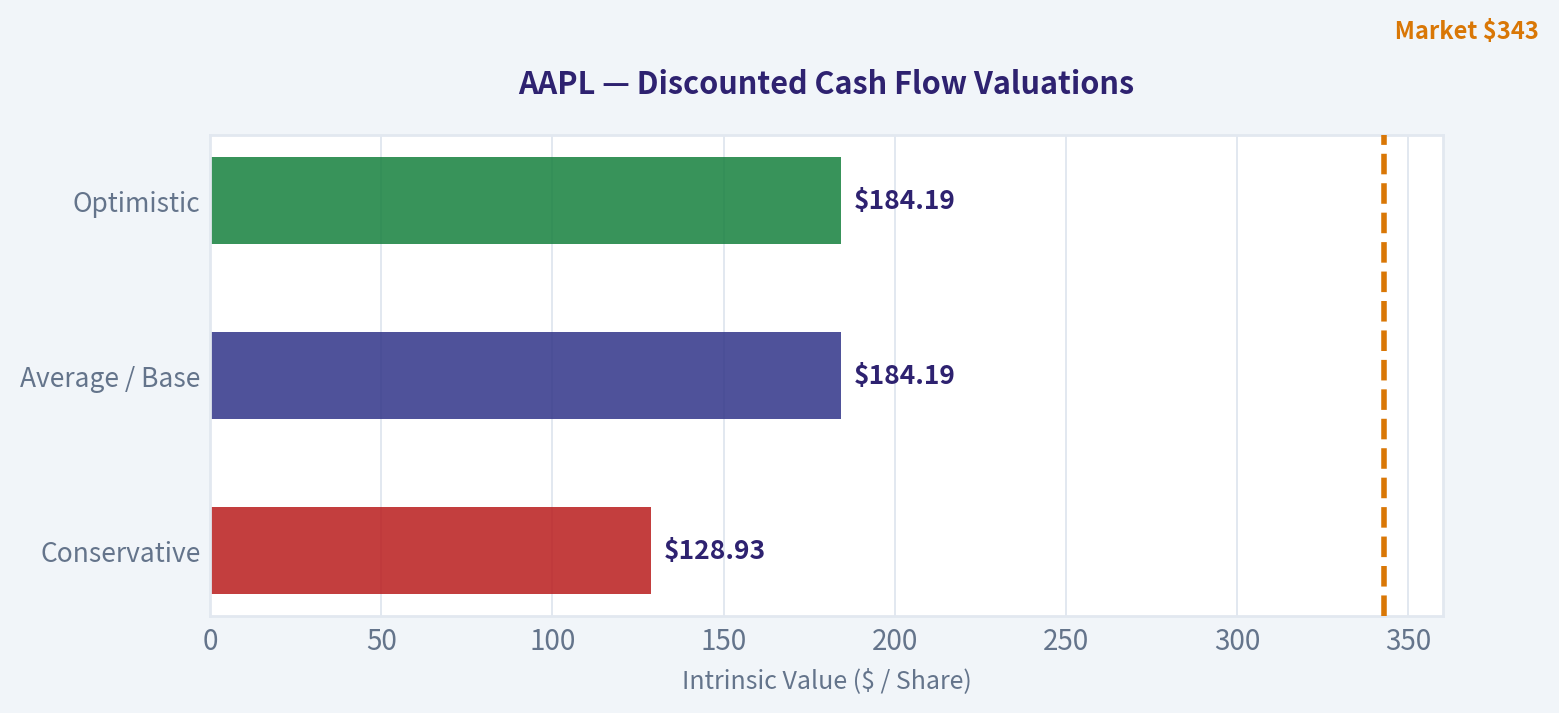 Market $343
AAPL — Discounted Cash Flow Valuations
Optimistic
$184.19
Average / Base
$184.19
Conservative
$128.93
0 50 100 150 200 250 300 350
Intrinsic Value ($ / Share)